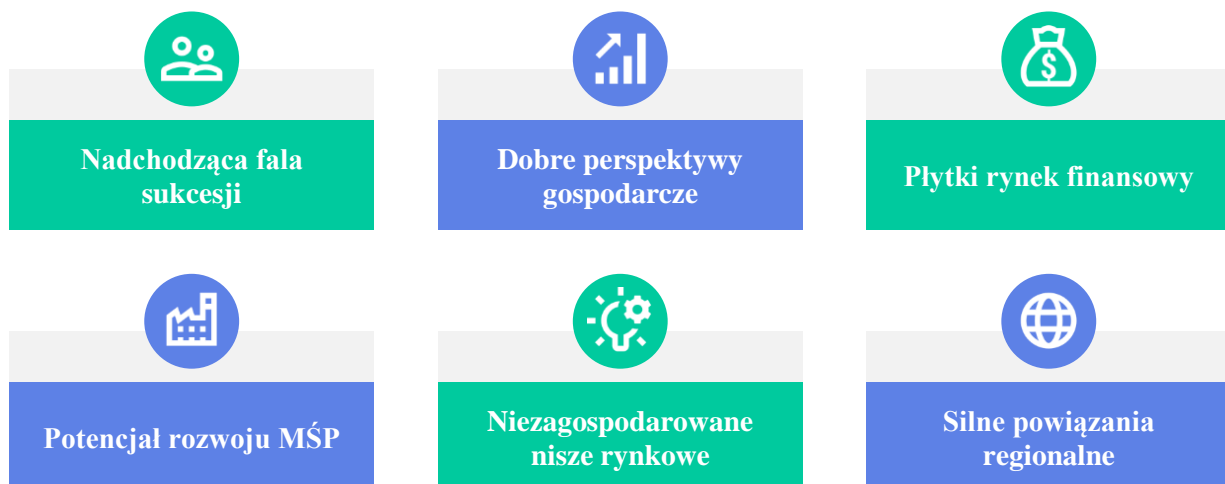 Nadchodząca fala
sukcesji
Dobre perspektywy
gospodarcze
Płytki rynek finansowy
Potencjał rozwoju MŚP
Niezagospodarowane
nisze rynkowe
Silne powiązania
regionalne